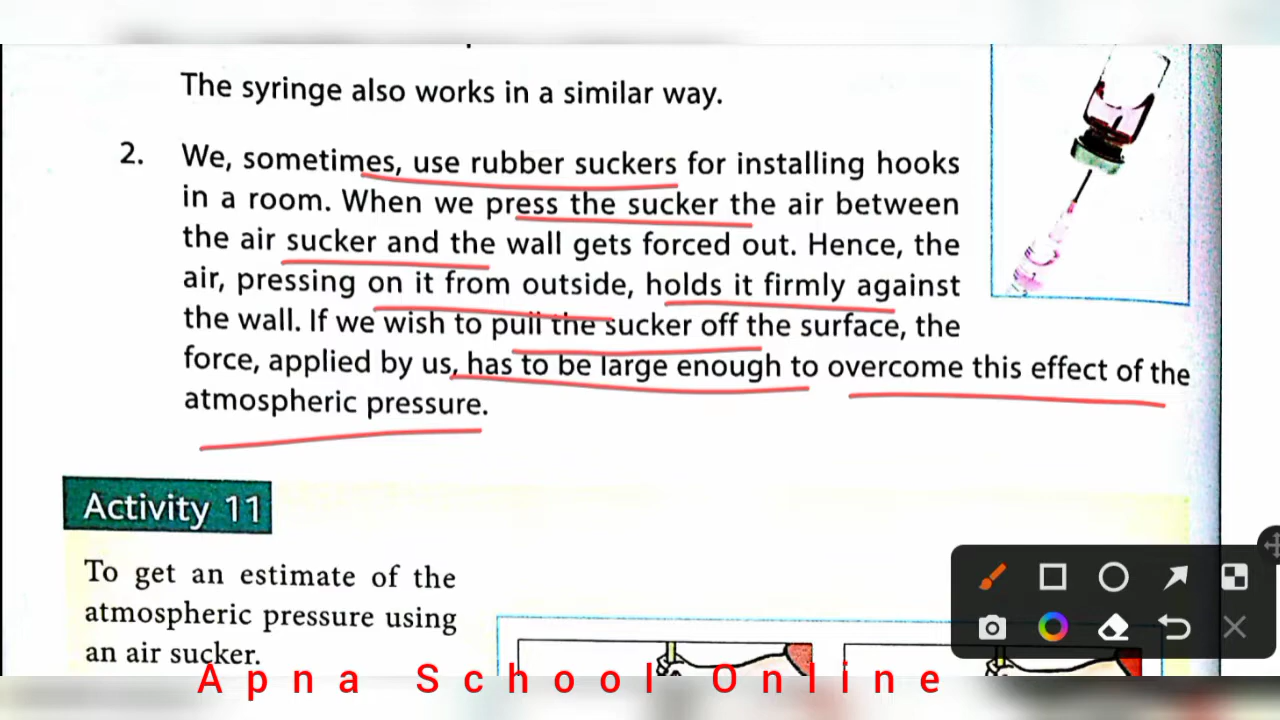 The syringe also works in a similar way.
2. We, sometimes, use rubber suckers for installing hooks
in a room. When we press the sucker the air between
the air sucker and the wall gets forced out. Hence, the
air, pressing on it from outside, holds it firmly against
the wall. If we wish to pull the sucker off the surface, the
force, applied by us, has to be large enough to overcome this effect of the
atmospheric pressure.
Activity 11
To get an estimate of the
atmospheric pressure using
an air sucker.
Apna School Online